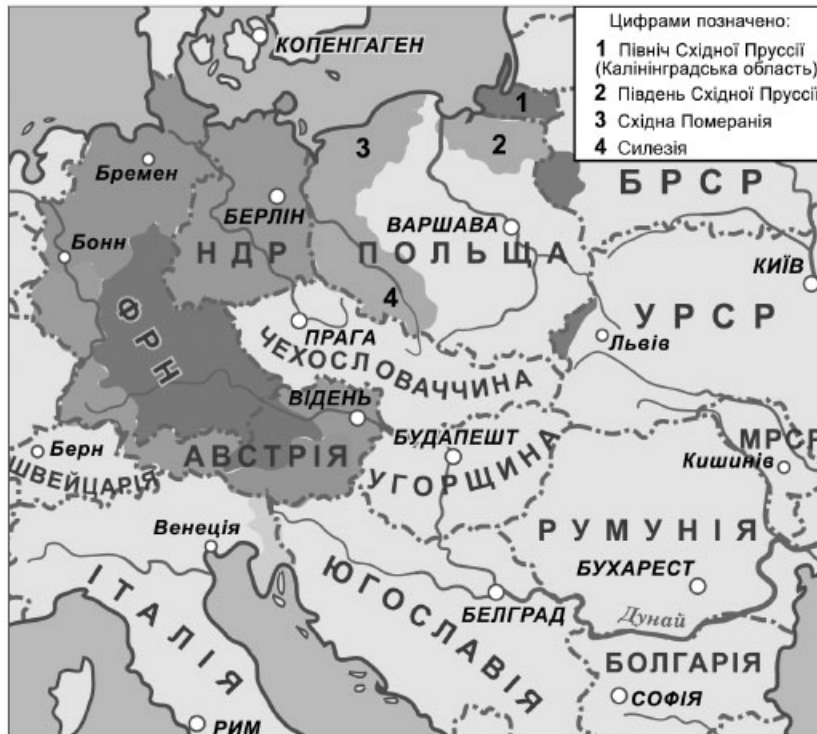 Цифрами позначено:
1 Північ Східної Пруссії
(Калінінградська область)
2 Південь Східної Пруссії
3 Східна Померанія
4 Силезія
КОПЕНГАГЕН
1
3
2
Бремен
БРСР
БЕРЛІН
ВАРШАВА
Бонн
НДР
ПОЛЬЩА
КИЇВ
4
УРСР
ФРН
ПРАГА
Львів
ЧЕХОСЛОВАЧЧИНА
ВІДЕНЬ
Берн
АВСТРІЯ
БУДАПЕШТ
МРСР
ШВЕЙЦАРІЯ
УГОРЩИНА
Кишинів
Венеція
РУМУНІЯ
БУХАРЕСТ
ІТАЛІЯ
ЮГОСЛАВІЯ
БЕЛГРАД
Дунай
БОЛГАРІЯ
СОФІЯ
РИМ